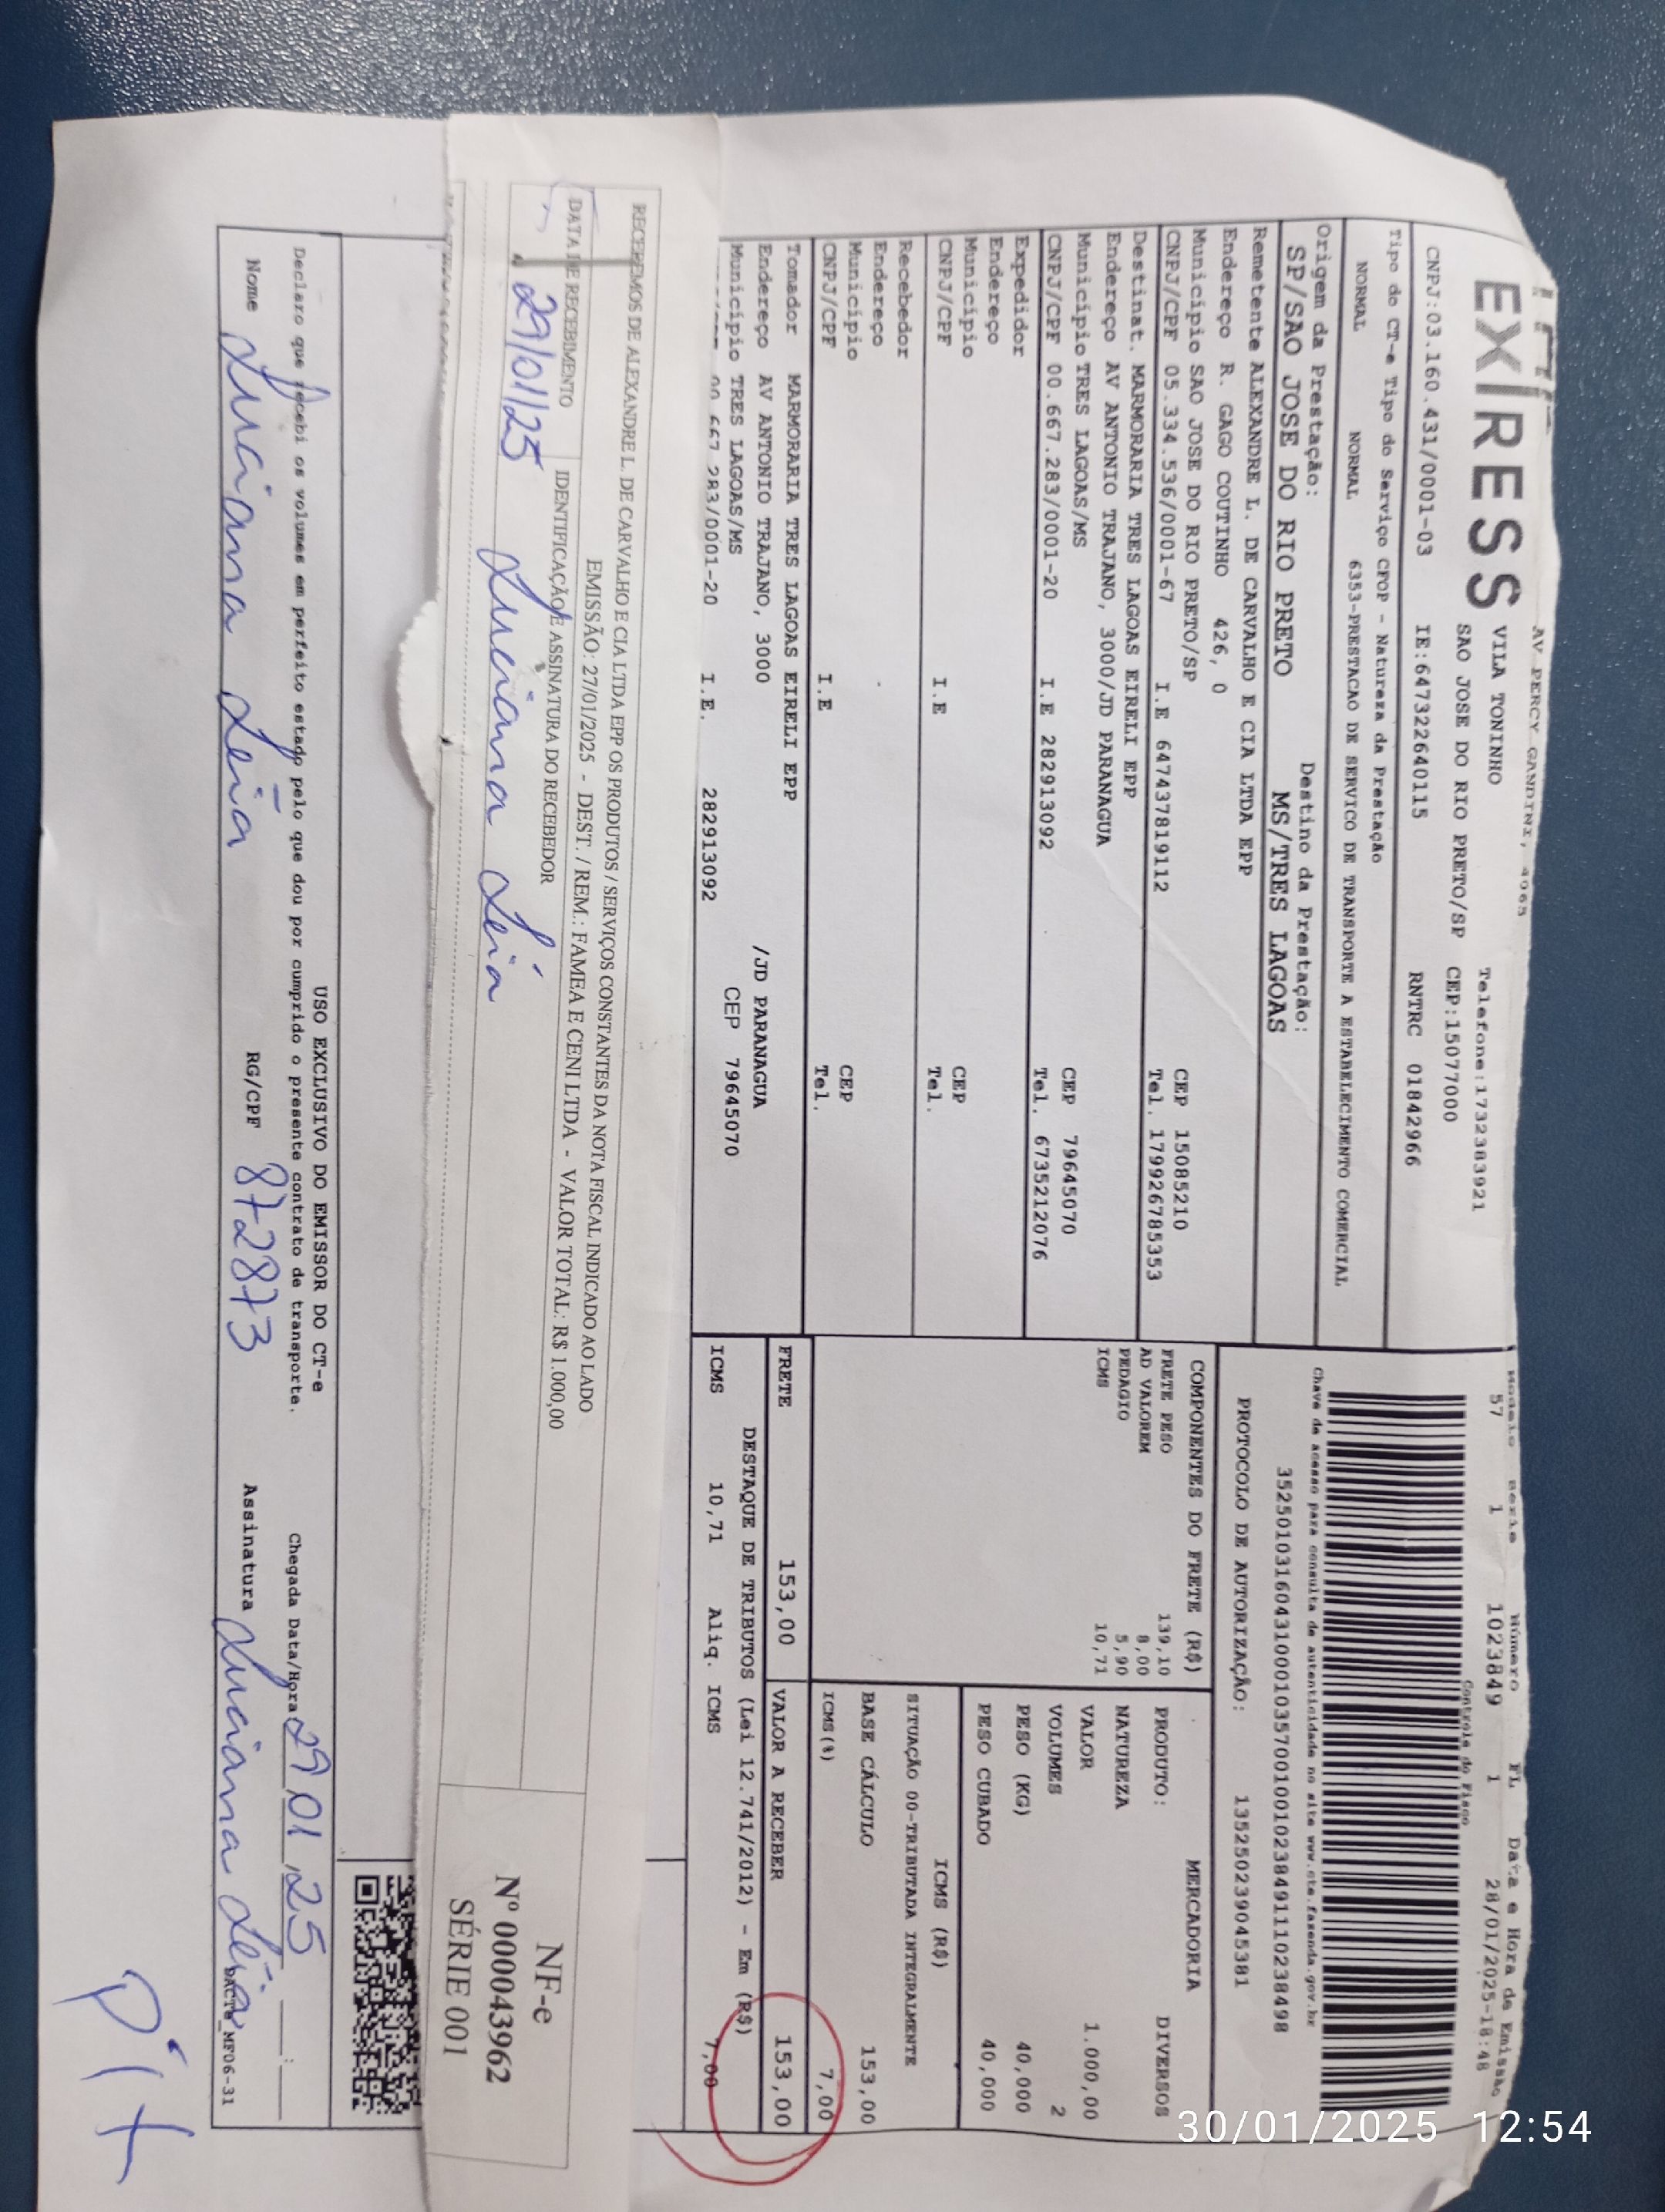 EXPRESS
AV PERCY GANDINI, 4065
VILA TONINHO
Telefone:1732383921
SAO JOSE DO RIO PRETO/SP CEP:15077000
CNPJ:03.160.431/0001-03 IE:647322640115 RNTRC 01842966
Modelo Serie Número FL Data e Hora de Emissão
57 1 1023849 1 28/01/2025-18:48
Controle do Fisco
Tipo do CT-e Tipo do Serviço CFOP - Natureza da Prestação
NORMAL NORMAL 6353-PRESTACAO DE SERVICO DE TRANSPORTE A ESTABELECIMENTO COMERCIAL
Chave de acesso para consulta de autenticidade no site www.cte.fazenda.gov.br
35250103160431000103570010010238491110238498
Origem da Prestação: Destino da Prestação:
SP/SAO JOSE DO RIO PRETO MS/TRES LAGOAS
PROTOCOLO DE AUTORIZAÇÃO: 135250239045381
Remetente ALEXANDRE L. DE CARVALHO E CIA LTDA EPP
Endereço R. GAGO COUTINHO 426, 0
Município SAO JOSE DO RIO PRETO/SP CEP 15085210
CNPJ/CPF 05.334.536/0001-67 I.E 647437819112 Tel. 179926785353
Destinat. MARMORARIA TRES LAGOAS EIRELI EPP
Endereço AV ANTONIO TRAJANO, 3000/JD PARANAGUA
Município TRES LAGOAS/MS CEP 79645070
CNPJ/CPF 00.667.283/0001-20 I.E 282913092 Tel. 6735212076
Expedidor
Endereço
Município CEP
CNPJ/CPF I.E Tel.
Recebedor
Endereço
Município CEP
CNPJ/CPF I.E Tel.
Tomador MARMORARIA TRES LAGOAS EIRELI EPP
Endereço AV ANTONIO TRAJANO, 3000 /JD PARANAGUA
Município TRES LAGOAS/MS CEP 79645070
00.667.283/0001-20 I.E. 282913092
COMPONENTES DO FRETE (R$)
FRETE PESO 139,10
AD VALOREM 8,00
PEDAGIO 5,90
ICMS 10,71
MERCADORIA
PRODUTO: DIVERSOS
NATUREZA
VALOR 1.000,00
VOLUMES 2
PESO (KG) 40,000
PESO CUBADO 40,000
ICMS (R$)
SITUAÇÃO 00-TRIBUTADA INTEGRALMENTE
BASE CÁLCULO 153,00
ICMS(%) 7,00
FRETE 153,00 VALOR A RECEBER 153,00
DESTAQUE DE TRIBUTOS (Lei 12.741/2012) - Em (R$)
ICMS 10,71 Aliq. ICMS 7,00
RECEBEMOS DE ALEXANDRE L. DE CARVALHO E CIA LTDA EPP OS PRODUTOS / SERVIÇOS CONSTANTES DA NOTA FISCAL INDICADO AO LADO
EMISSÃO: 27/01/2025 - DEST. / REM.: FAMEA E CENI LTDA - VALOR TOTAL: R$ 1.000,00
DATA DE RECEBIMENTO IDENTIFICAÇÃO E ASSINATURA DO RECEBEDOR
29/01/25 Luciana Léia
NF-e
Nº 000043962
SÉRIE 001
USO EXCLUSIVO DO EMISSOR DO CT-e
Declaro que recebi os volumes em perfeito estado pelo que dou por cumprido o presente contrato de transporte. Chegada Data/Hora 29 01 25
Nome Luciana Léia RG/CPF 872873 Assinatura Luciana Léia
DACTE_MF06-31
30/01/2025 12:54